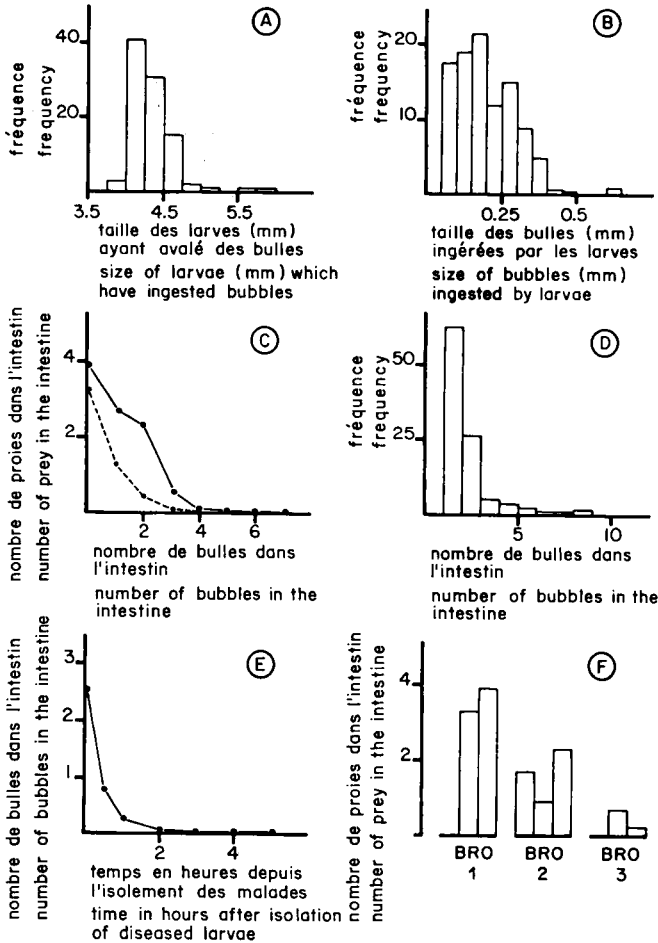 A
fréquence
frequency
40
20
3.5
4.5
5.5
taille des larves (mm)
ayant avalé des bulles
size of larvae (mm) which
have ingested bubbles
B
fréquence
frequency
20
10
0.25
0.5
taille des bulles (mm)
ingérées par les larves
size of bubbles (mm)
ingested by larvae
C
nombre de proies dans l'intestin
number of prey in the intestine
4
2
2
4
6
nombre de bulles dans
l'intestin
number of bubbles in the
intestine
D
fréquence
frequency
50
25
5
10
nombre de bulles dans
l'intestin
number of bubbles in the
intestine
E
nombre de bulles dans l'intestin
number of bubbles in the intestine
3
2
1
2
4
temps en heures depuis
l'isolement des malades
time in hours after isolation
of diseased larvae
F
nombre de proies dans l'intestin
number of prey in the intestine
4
2
BRO
1
BRO
2
BRO
3